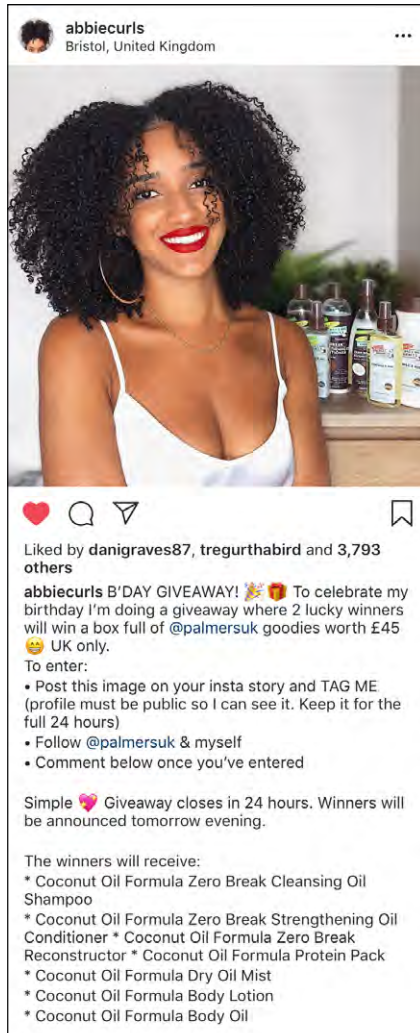 abbiecurls
Bristol, United Kingdom
PALMER'S
Liked by danigraves87, tregurthabird and 3,793
others
abbiecurls B'DAY GIVEAWAY! 🎉🎁 To celebrate my
birthday I'm doing a giveaway where 2 lucky winners
will win a box full of @palmersuk goodies worth £45
😁 UK only.
To enter:
• Post this image on your insta story and TAG ME
(profile must be public so I can see it. Keep it for the
full 24 hours)
• Follow @palmersuk & myself
• Comment below once you've entered
Simple 💖 Giveaway closes in 24 hours. Winners will
be announced tomorrow evening.
The winners will receive:
* Coconut Oil Formula Zero Break Cleansing Oil
Shampoo
* Coconut Oil Formula Zero Break Strengthening Oil
Conditioner * Coconut Oil Formula Zero Break
Reconstructor * Coconut Oil Formula Protein Pack
* Coconut Oil Formula Dry Oil Mist
* Coconut Oil Formula Body Lotion
* Coconut Oil Formula Body Oil